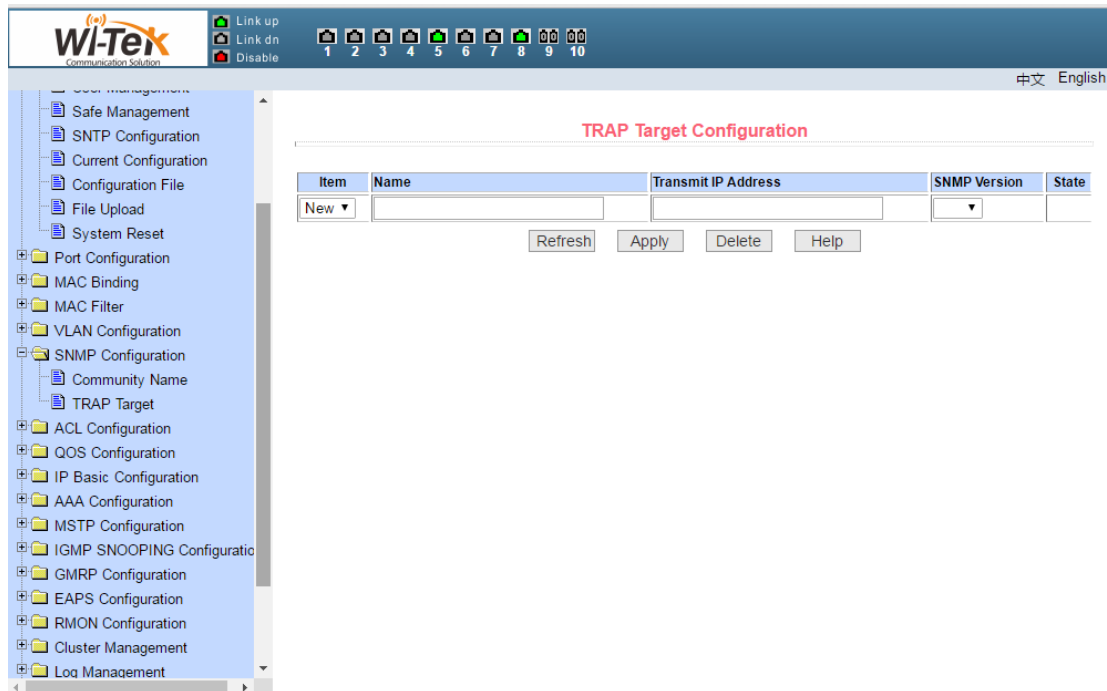 Wi-Tek
Communication Solution
Link up
Link dn
Disable
1 2 3 4 5 6 7 8 9 10
中文 English
User Management
Safe Management
SNTP Configuration
Current Configuration
Configuration File
File Upload
System Reset
Port Configuration
MAC Binding
MAC Filter
VLAN Configuration
SNMP Configuration
Community Name
TRAP Target
ACL Configuration
QOS Configuration
IP Basic Configuration
AAA Configuration
MSTP Configuration
IGMP SNOOPING Configuratio
GMRP Configuration
EAPS Configuration
RMON Configuration
Cluster Management
Log Management
TRAP Target Configuration
Item Name Transmit IP Address SNMP Version State
New
Refresh Apply Delete Help